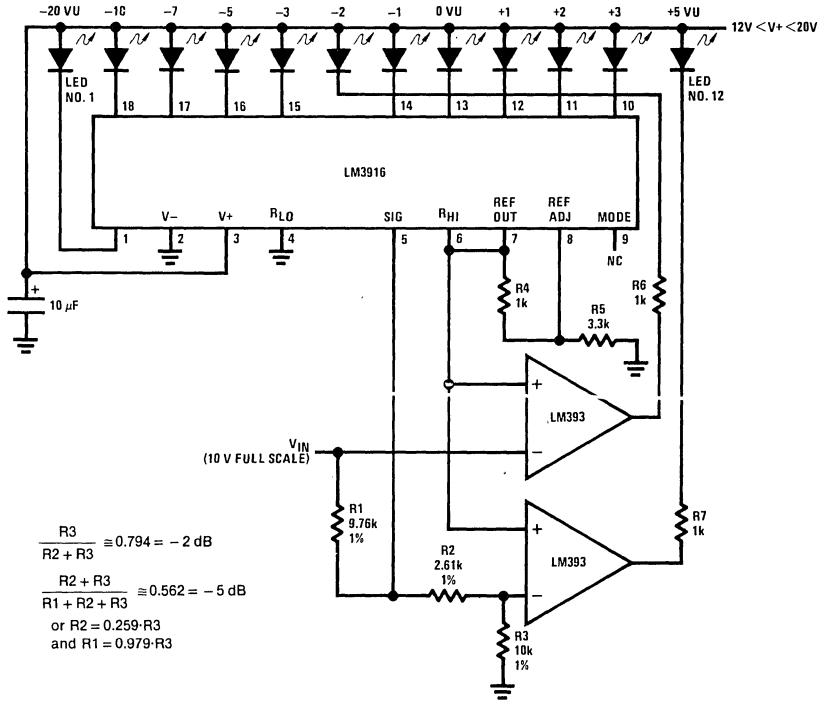 −20 VU −10 −7 −5 −3 −2 −1 0 VU +1 +2 +3 +5 VU
12V <V+ <20V
LED
NO. 1
LED
NO. 12
18 17 16 15 14 13 12 11 10
LM3916
V− V+ RLO SIG RHI REF OUT REF ADJ MODE
1 2 3 4 5 6 7 8 9
NC
+
10 μF
R4
1k
R5
3.3k
R6
1k
+
LM393
−
VIN
(10 V FULL SCALE)
R1
9.76k
1%
R2
2.61k
1%
+
LM393
−
R7
1k
R3
10k
1%
R3 / R2 + R3 ≅0.794 = − 2 dB
R2 + R3 / R1 + R2 + R3 ≅0.562 = −5 dB
or R2 = 0.259·R3
and R1 = 0.979·R3